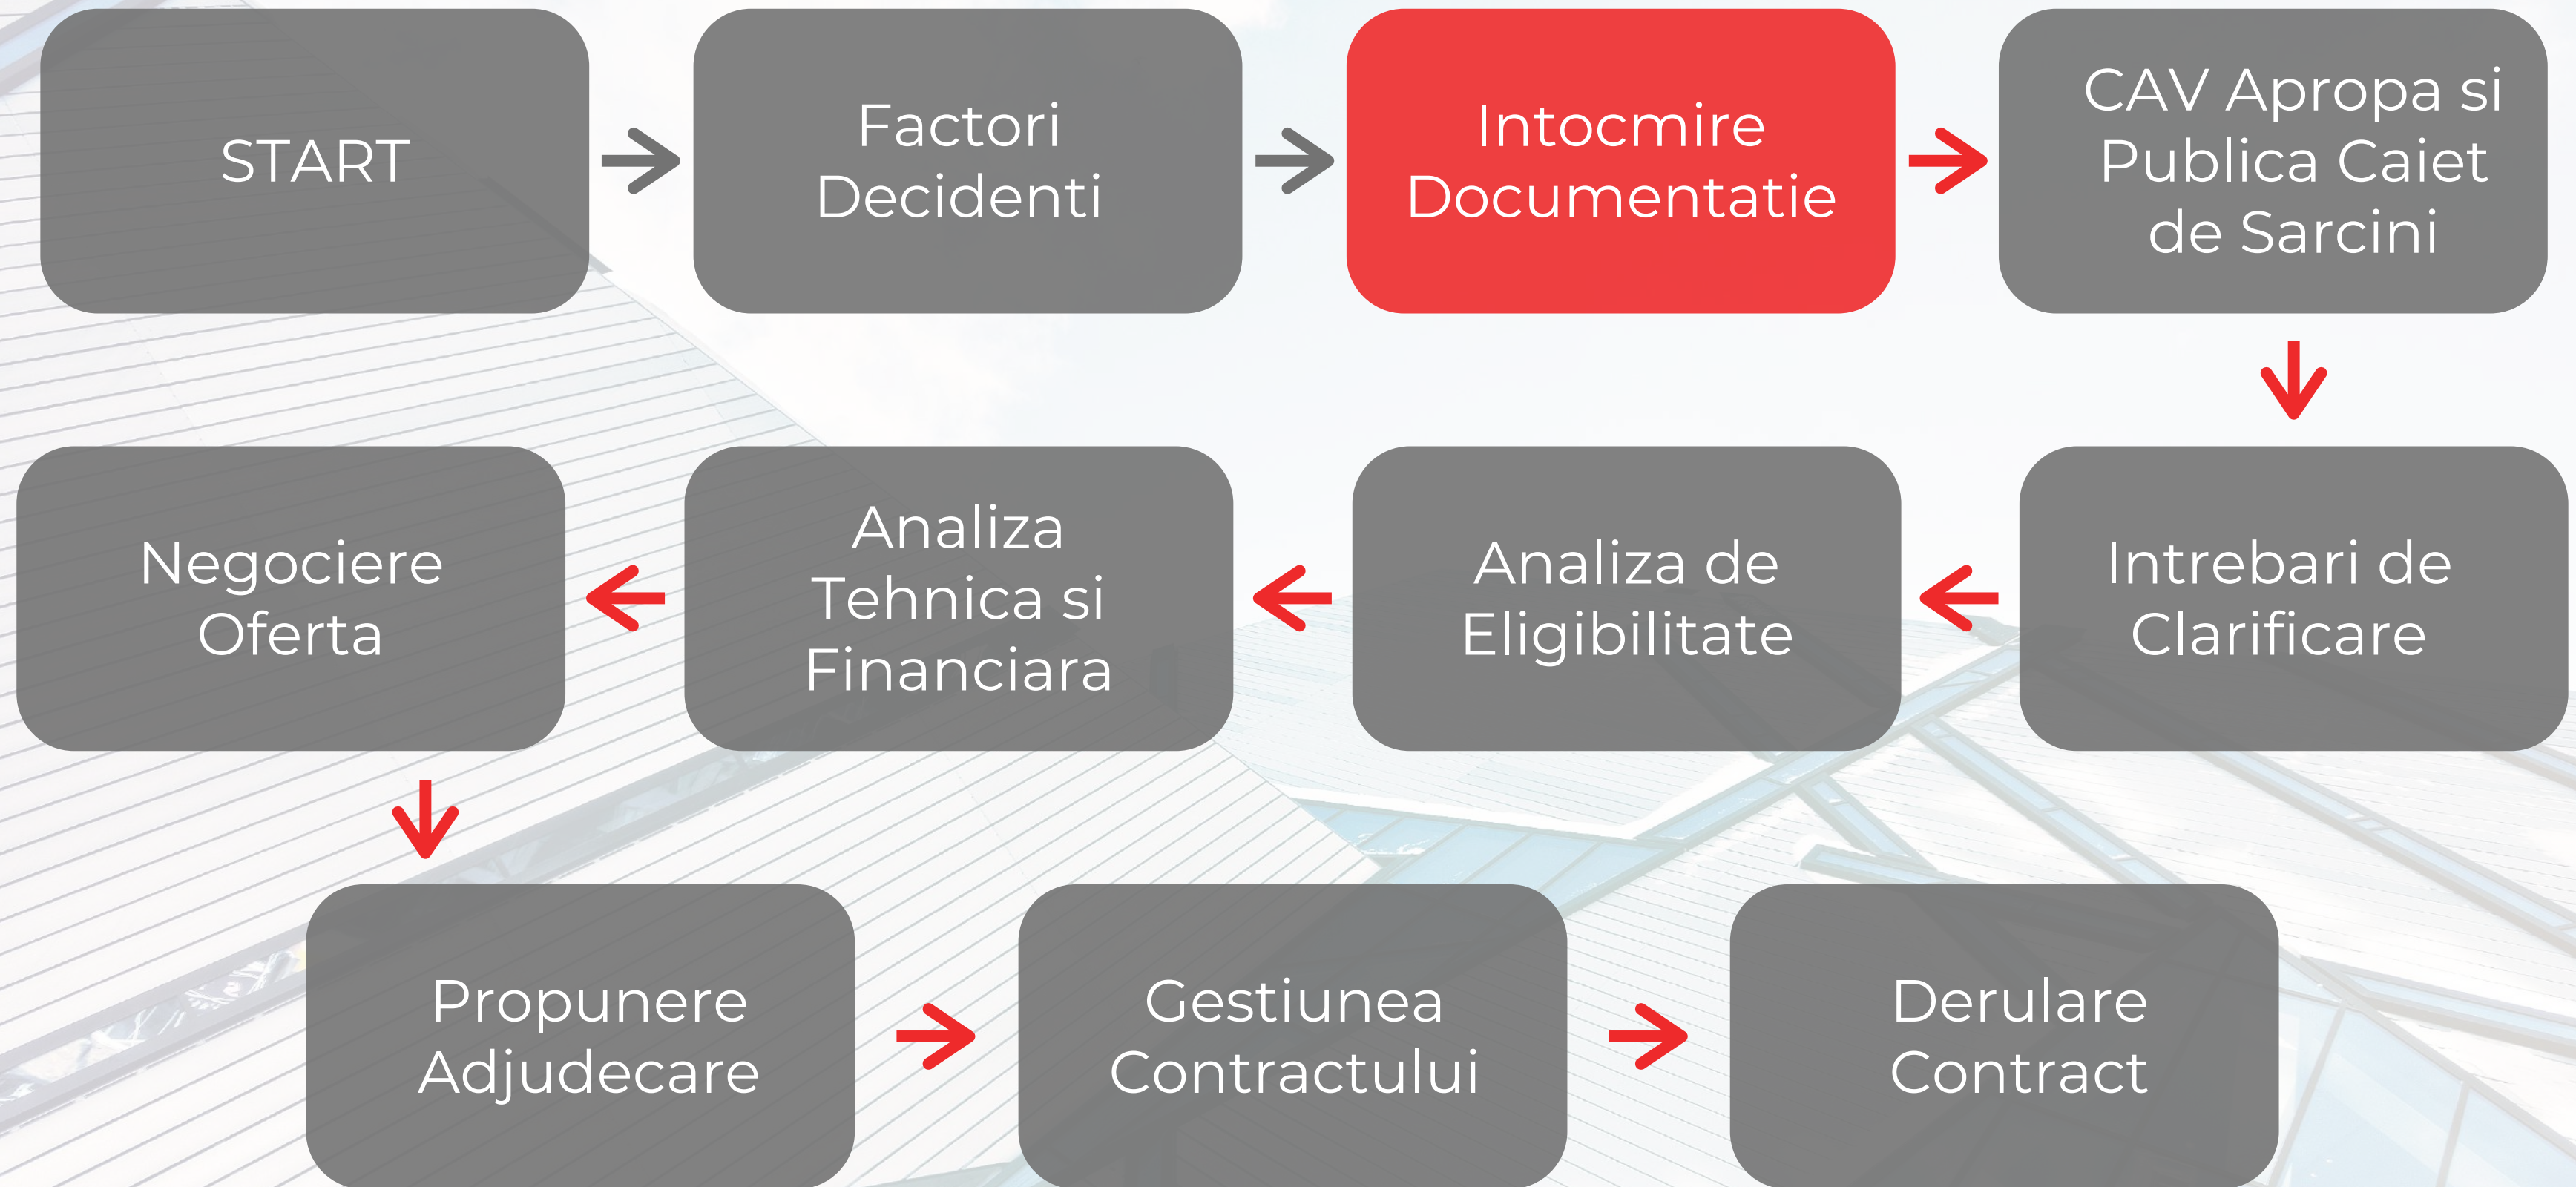 START
Factori
Decidenti
Intocmire
Documentatie
CAV Apropa si
Publica Caiet
de Sarcini
Intrebari de
Clarificare
Analiza de
Eligibilitate
Analiza
Tehnica si
Financiara
Negociere
Oferta
Propunere
Adjudecare
Gestiunea
Contractului
Derulare
Contract